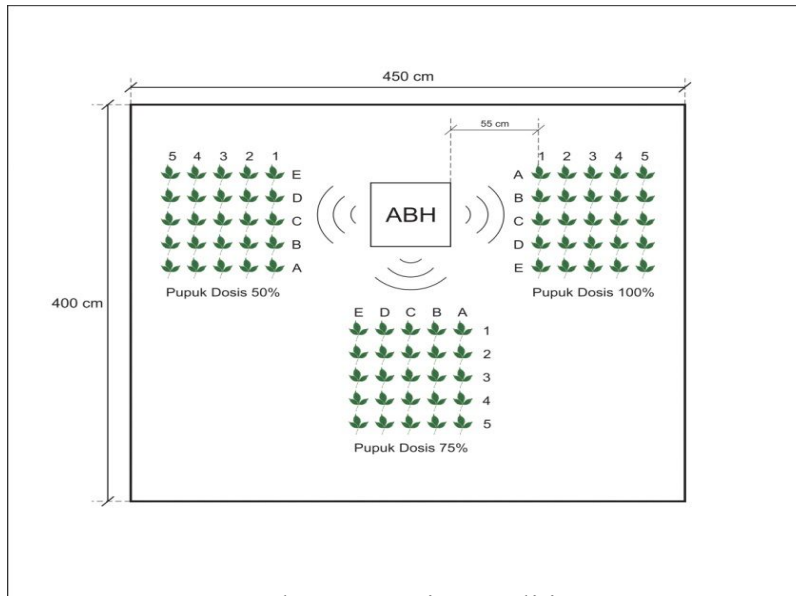 450 cm
55 cm
5 4 3 2 1
E
D
C
B
A
Pupuk Dosis 50%
ABH
1 2 3 4 5
A
B
C
D
E
Pupuk Dosis 100%
400 cm
E D C B A
1
2
3
4
5
Pupuk Dosis 75%